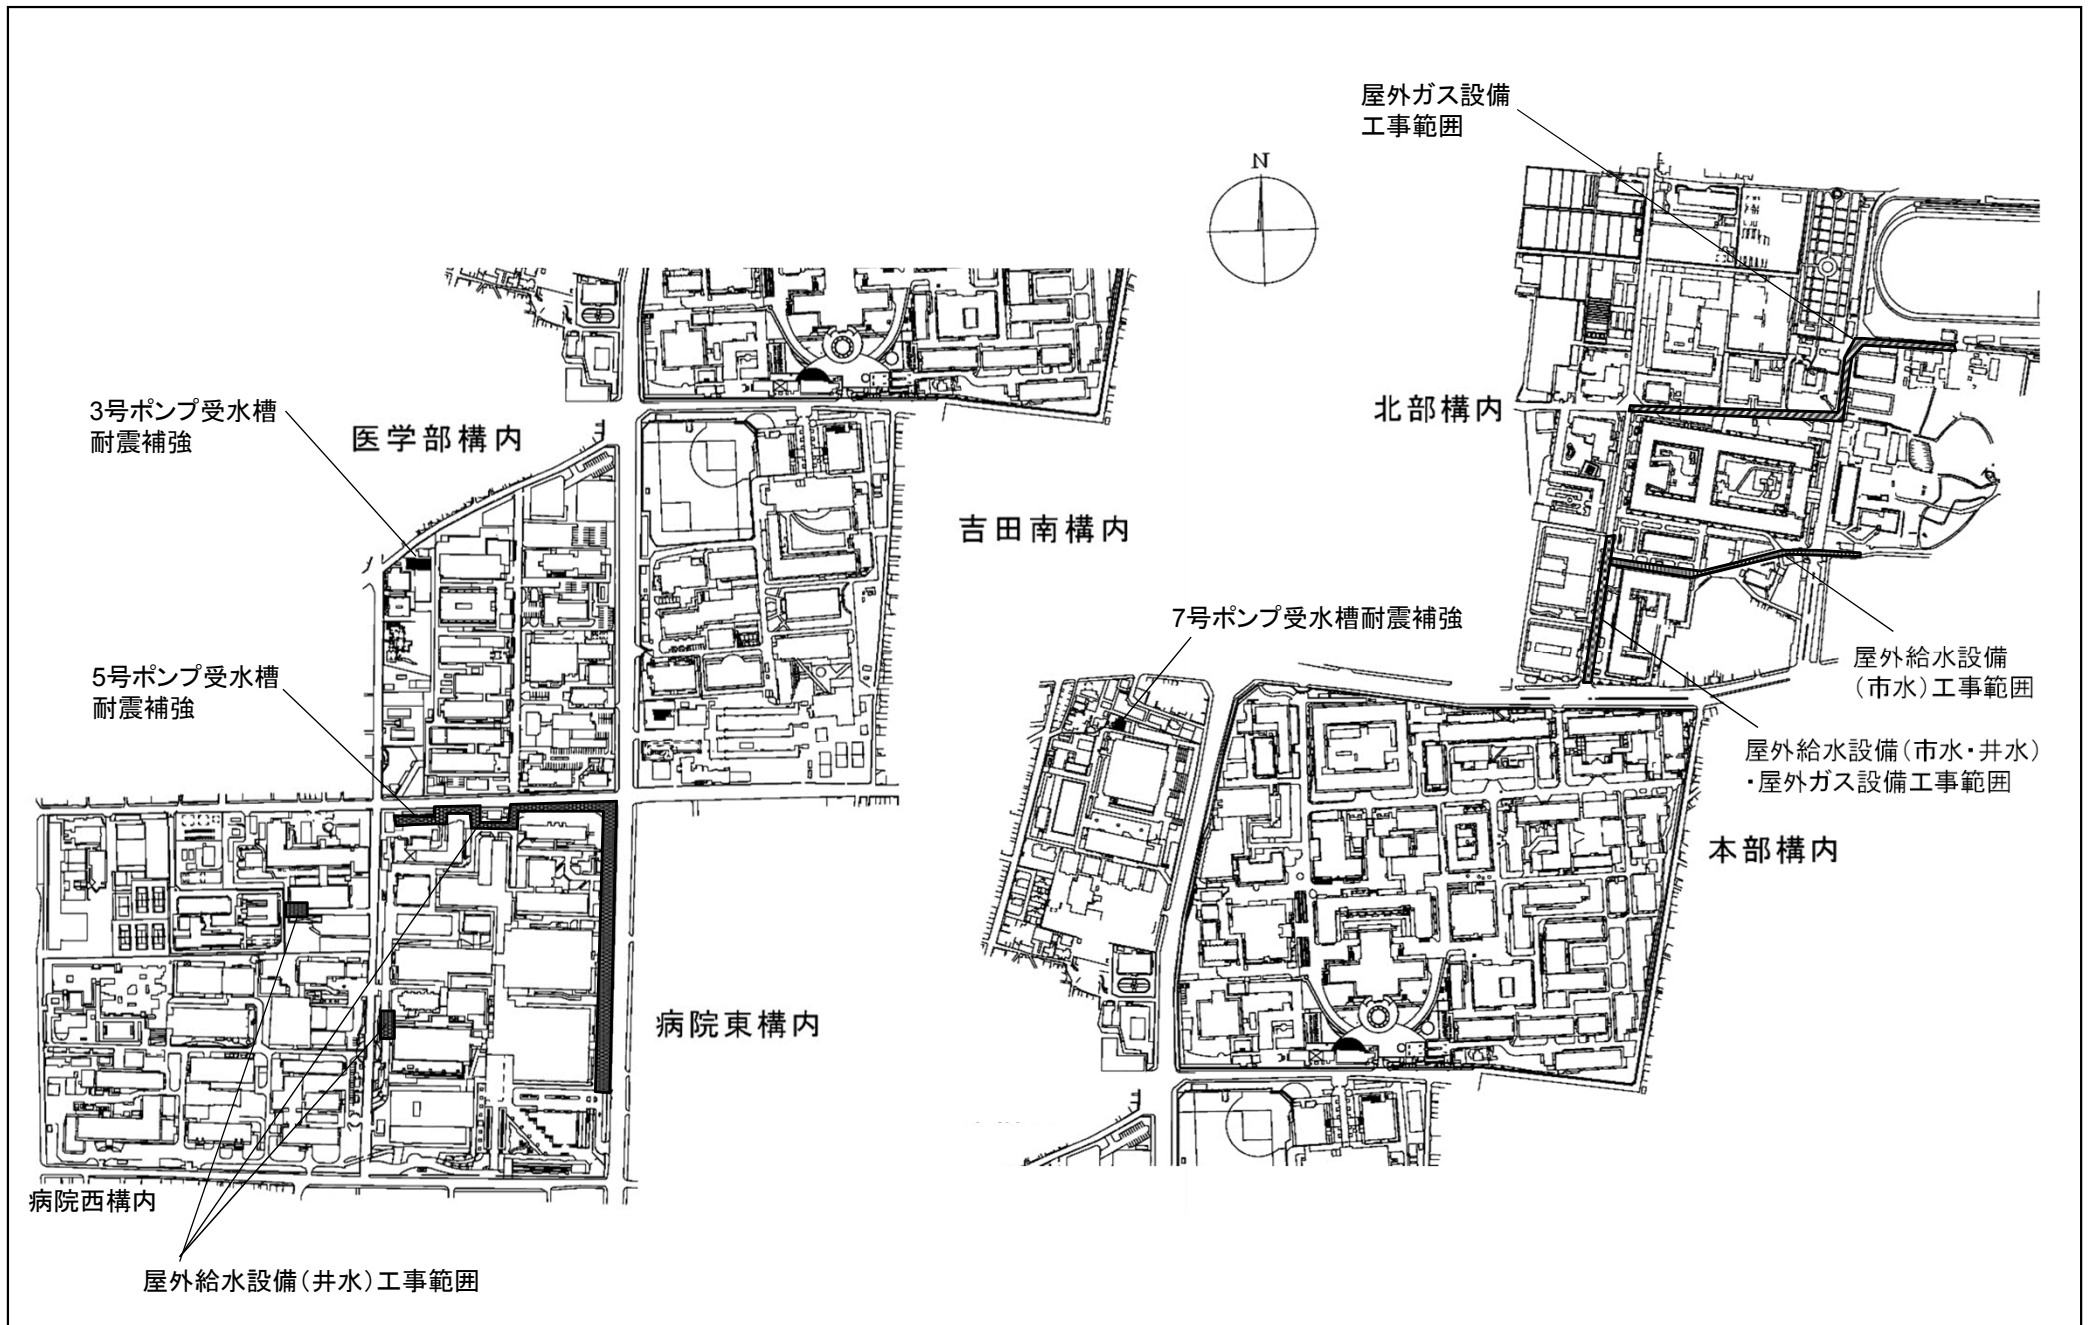 屋外ガス設備
工事範囲
N
3号ポンプ受水槽
耐震補強
医学部構内
北部構内
吉田南構内
7号ポンプ受水槽耐震補強
5号ポンプ受水槽
耐震補強
屋外給水設備
(市水)工事範囲
屋外給水設備(市水・井水)
・屋外ガス設備工事範囲
本部構内
病院東構内
病院西構内
屋外給水設備(井水)工事範囲